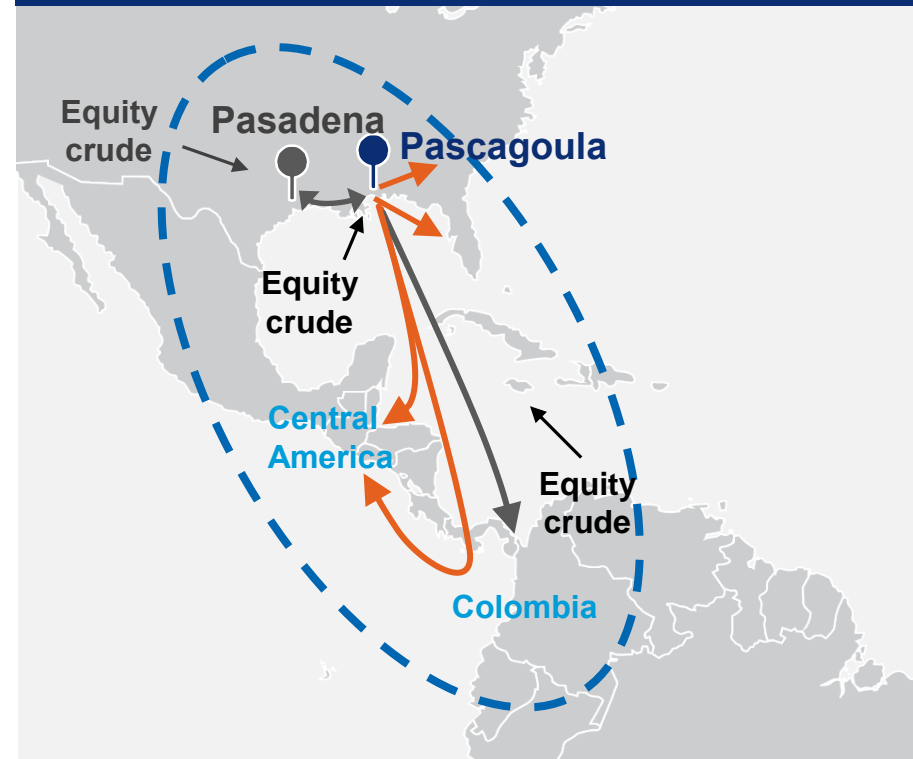 Equity
crude
Pasadena
Pascagoula
Equity
crude
Central
America
Equity
crude
Colombia